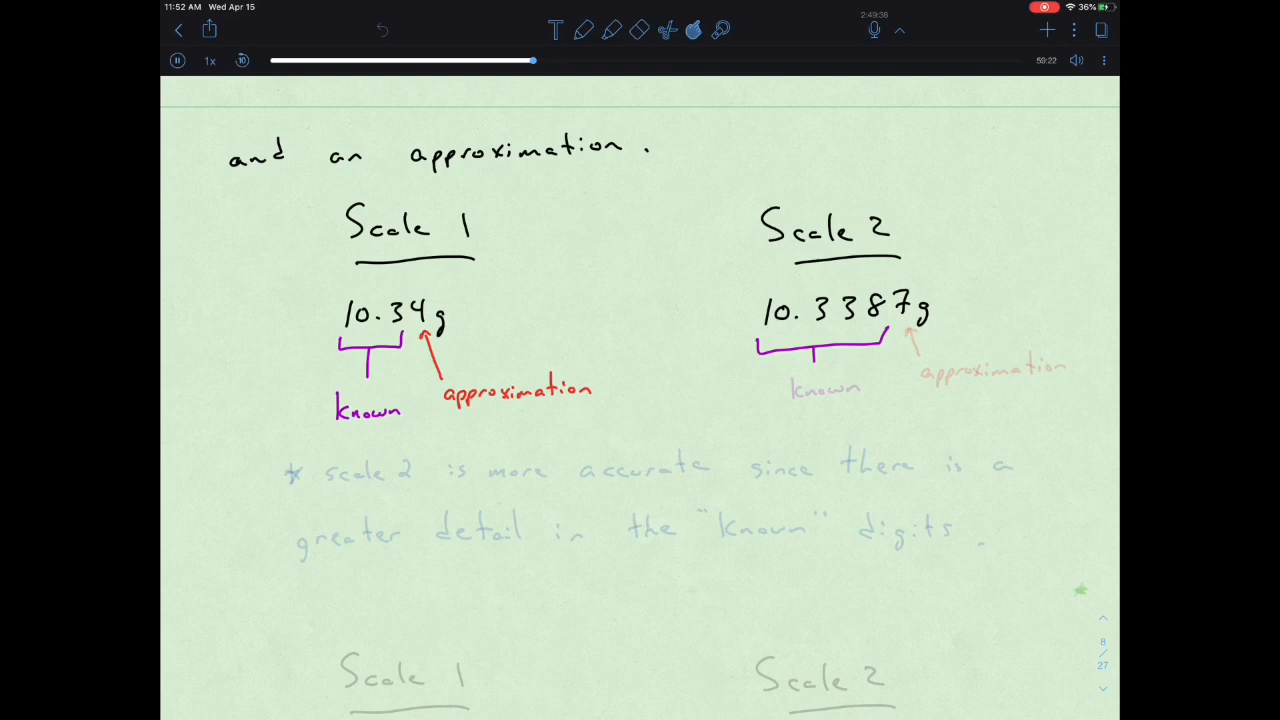 11:52 AM Wed Apr 15
36%
2:49:38
T
1x
10
59:22
and an approximation.
Scale 1
Scale 2
10.34g
10.3387g
known
approximation
known
approximation
* scale 2 is more accurate since there is a
greater detail in the "known" digits.
8
/
27
Scale 1
Scale 2